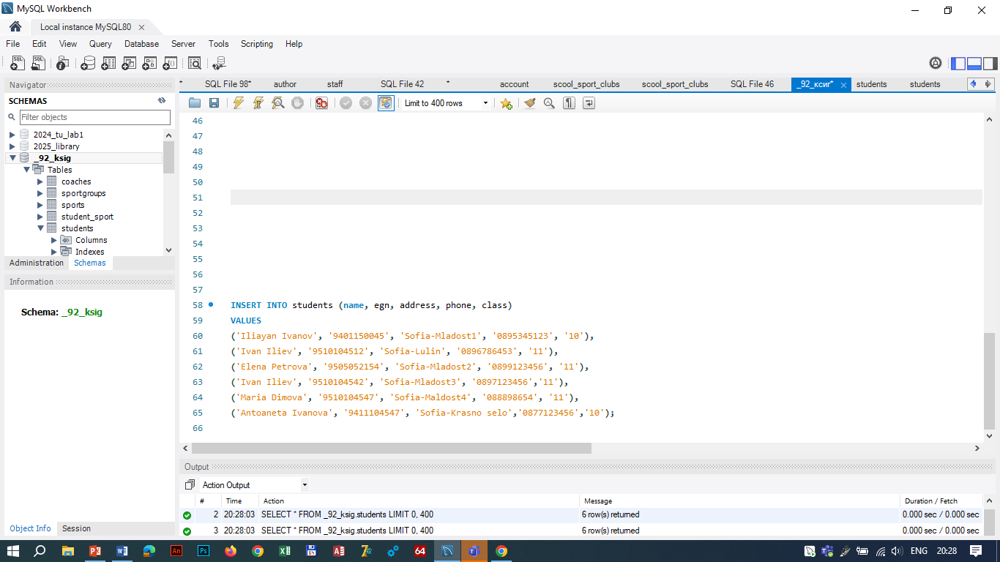 MySQL Workbench
Local instance MySQL80
File Edit View Query Database Server Tools Scripting Help
Navigator
SCHEMAS
Filter objects
2024_tu_lab1
2025_library
_92_ksig
Tables
coaches
sportgroups
sports
student_sport
students
Columns
Indexes
Administration Schemas
Information
Schema: _92_ksig
Object Info Session
* SQL File 98* author staff SQL File 42 * account scool_sport_clubs scool_sport_clubs SQL File 46 _92_ксиг* students students
Limit to 400 rows
46
47
48
49
50
51
52
53
54
55
56
57
58 INSERT INTO students (name, egn, address, phone, class)
59 VALUES
60 ('Iliayan Ivanov', '9401150045', 'Sofia-Mladost1', '0895345123', '10'),
61 ('Ivan Iliev', '9510104512', 'Sofia-Lulin', '0896786453', '11'),
62 ('Elena Petrova', '9505052154', 'Sofia-Mladost2', '0899123456', '11'),
63 ('Ivan Iliev', '9510104542', 'Sofia-Mladost3', '0897123456','11'),
64 ('Maria Dimova', '9510104547', 'Sofia-Maldost4', '088898654', '11'),
65 ('Antoaneta Ivanova', '9411104547', 'Sofia-Krasno selo','0877123456','10');
66
Output
Action Output
# Time Action Message Duration / Fetch
2 20:28:03 SELECT * FROM _92_ksig.students LIMIT 0, 400 6 row(s) returned 0.000 sec / 0.000 sec
3 20:28:03 SELECT * FROM _92_ksig.students LIMIT 0, 400 6 row(s) returned 0.000 sec / 0.000 sec
ENG 20:28